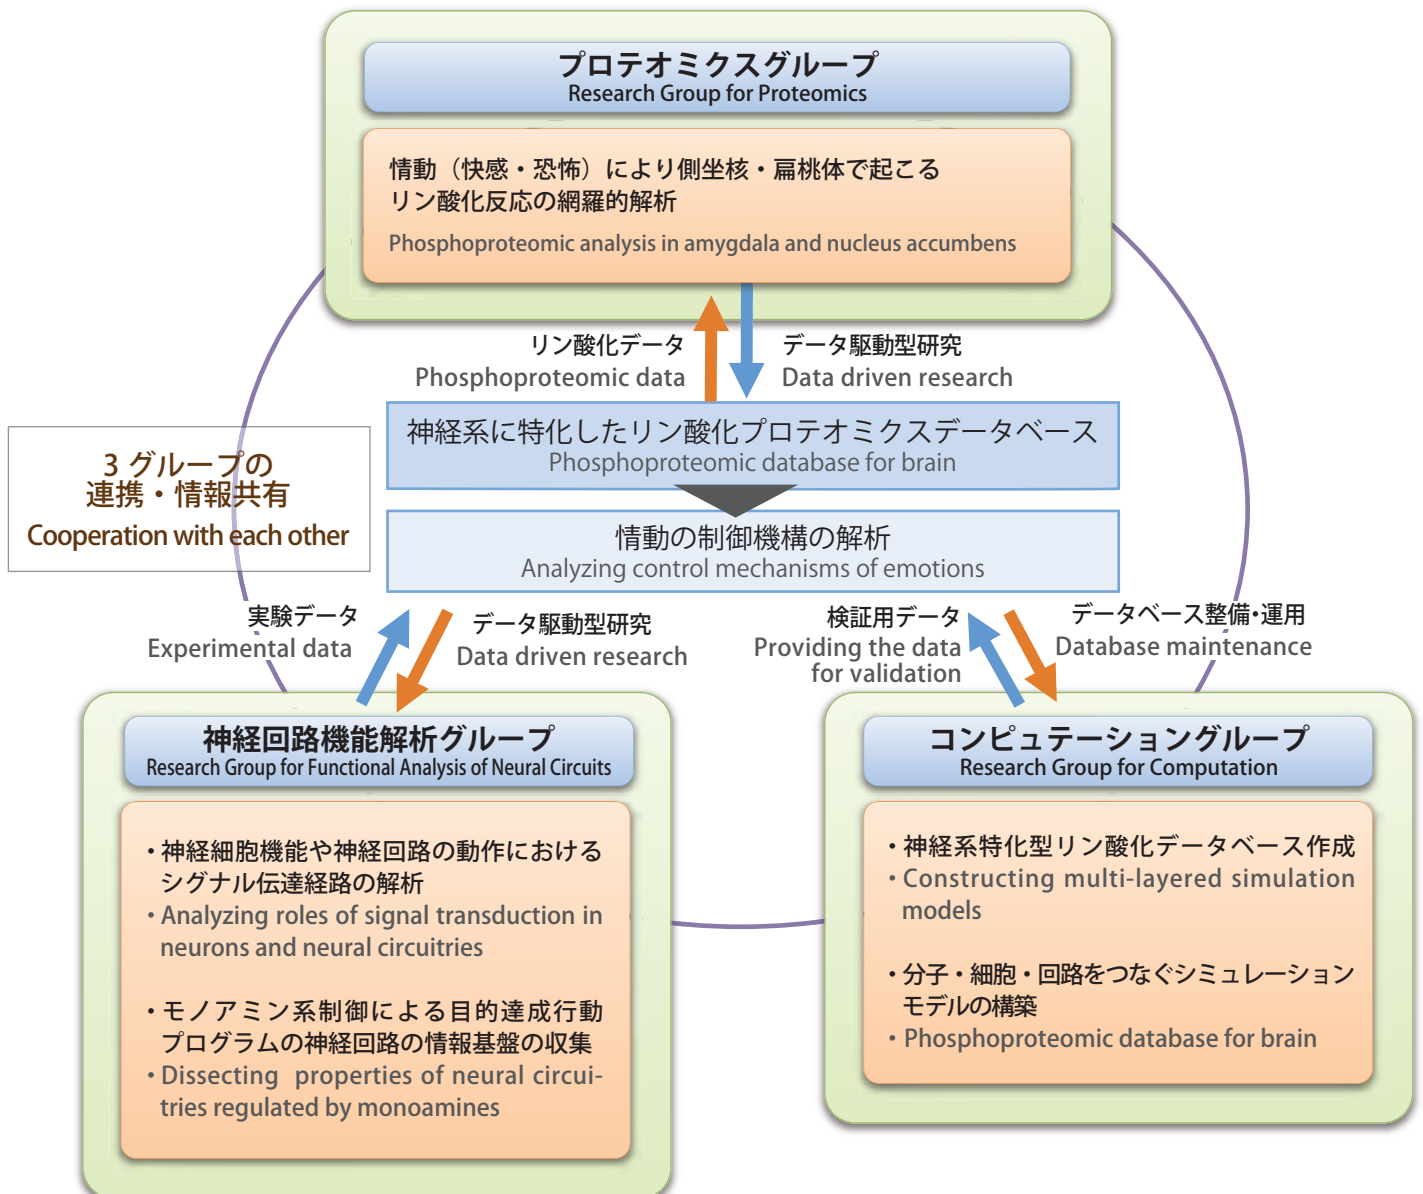 プロテオミクスグループ
Research Group for Proteomics
情動（快感・恐怖）により側坐核・扁桃体で起こる
リン酸化反応の網羅的解析
Phosphoproteomic analysis in amygdala and nucleus accumbens
リン酸化データ
Phosphoproteomic data
データ駆動型研究
Data driven research
神経系に特化したリン酸化プロテオミクスデータベース
Phosphoproteomic database for brain
3 グループの
連携・情報共有
Cooperation with each other
情動の制御機構の解析
Analyzing control mechanisms of emotions
実験データ
Experimental data
データ駆動型研究
Data driven research
検証用データ
Providing the data
for validation
データベース整備・運用
Database maintenance
神経回路機能解析グループ
Research Group for Functional Analysis of Neural Circuits
・神経細胞機能や神経回路の動作における
シグナル伝達経路の解析
・Analyzing roles of signal transduction in
neurons and neural circuitries
・モノアミン系制御による目的達成行動
プログラムの神経回路の情報基盤の収集
・Dissecting properties of neural circui-
tries regulated by monoamines
コンピュテーショングループ
Research Group for Computation
・神経系特化型リン酸化データベース作成
・Constructing multi-layered simulation
models
・分子・細胞・回路をつなぐシミュレーション
モデルの構築
・Phosphoproteomic database for brain